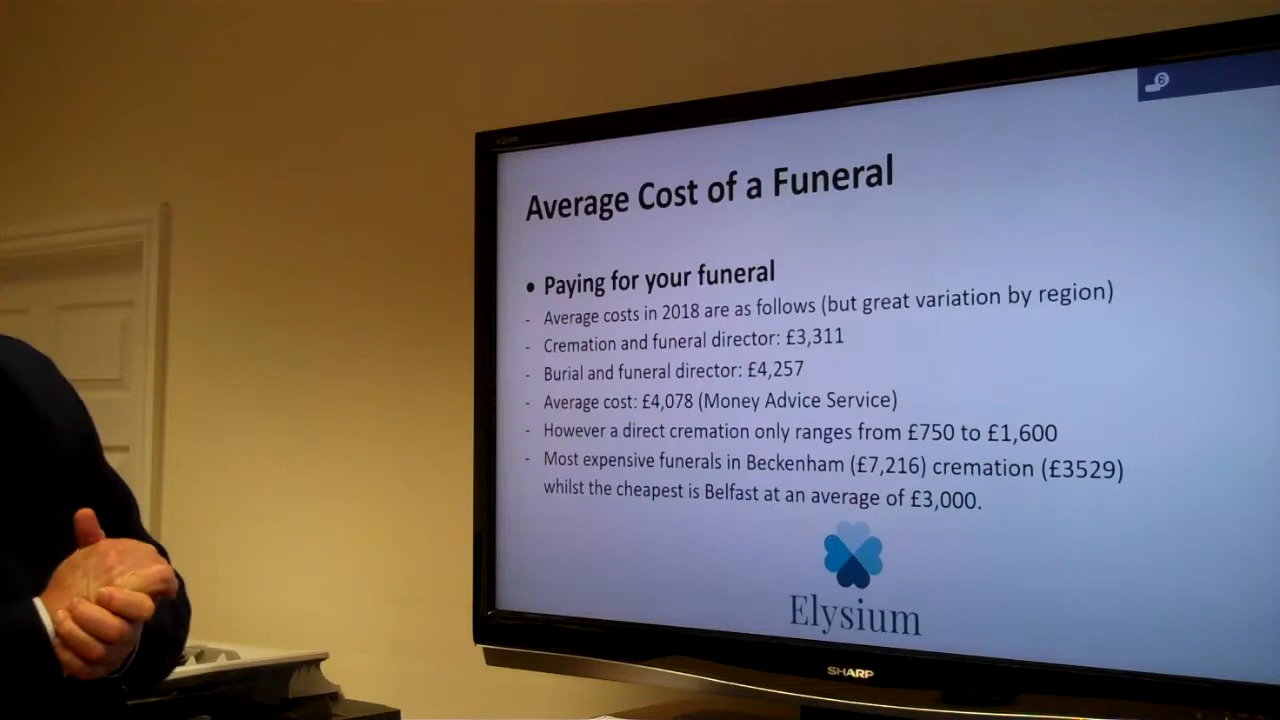 AQUOS
6
Average Cost of a Funeral
• Paying for your funeral
- Average costs in 2018 are as follows (but great variation by region)
- Cremation and funeral director: £3,311
- Burial and funeral director: £4,257
- Average cost: £4,078 (Money Advice Service)
- However a direct cremation only ranges from £750 to £1,600
- Most expensive funerals in Beckenham (£7,216) cremation (£3529)
whilst the cheapest is Belfast at an average of £3,000.
Elysium
SHARP